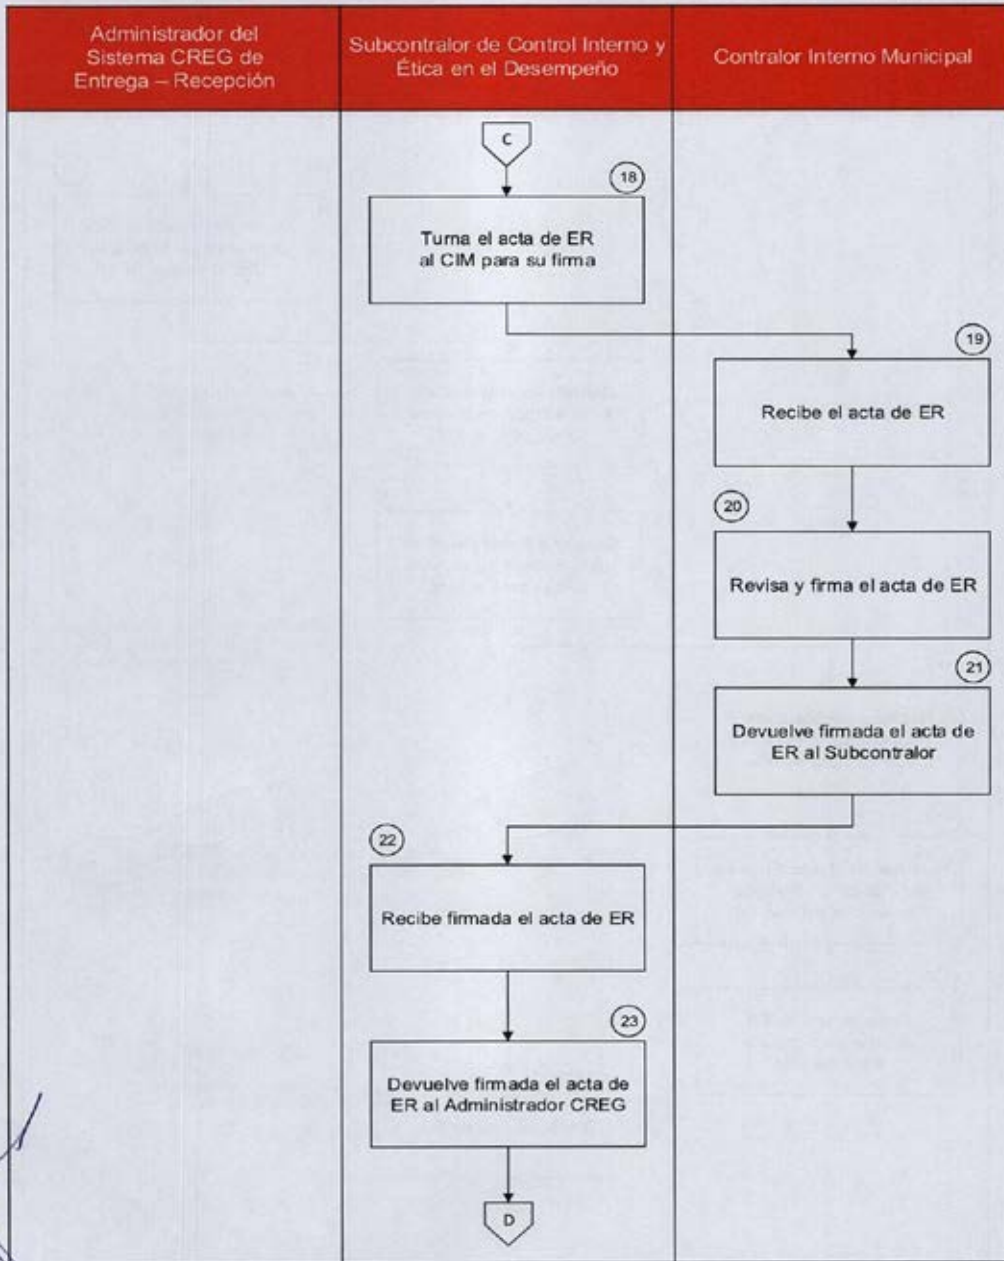 Administrador del
Sistema CREG de
Entrega – Recepción
Subcontralor de Control Interno y
Ética en el Desempeño
Contralor Interno Municipal
C
18
Turna el acta de ER
al CIM para su firma
19
Recibe el acta de ER
20
Revisa y firma el acta de ER
21
Devuelve firmada el acta de
ER al Subcontralor
22
Recibe firmada el acta de ER
23
Devuelve firmada el acta de
ER al Administrador CREG
D